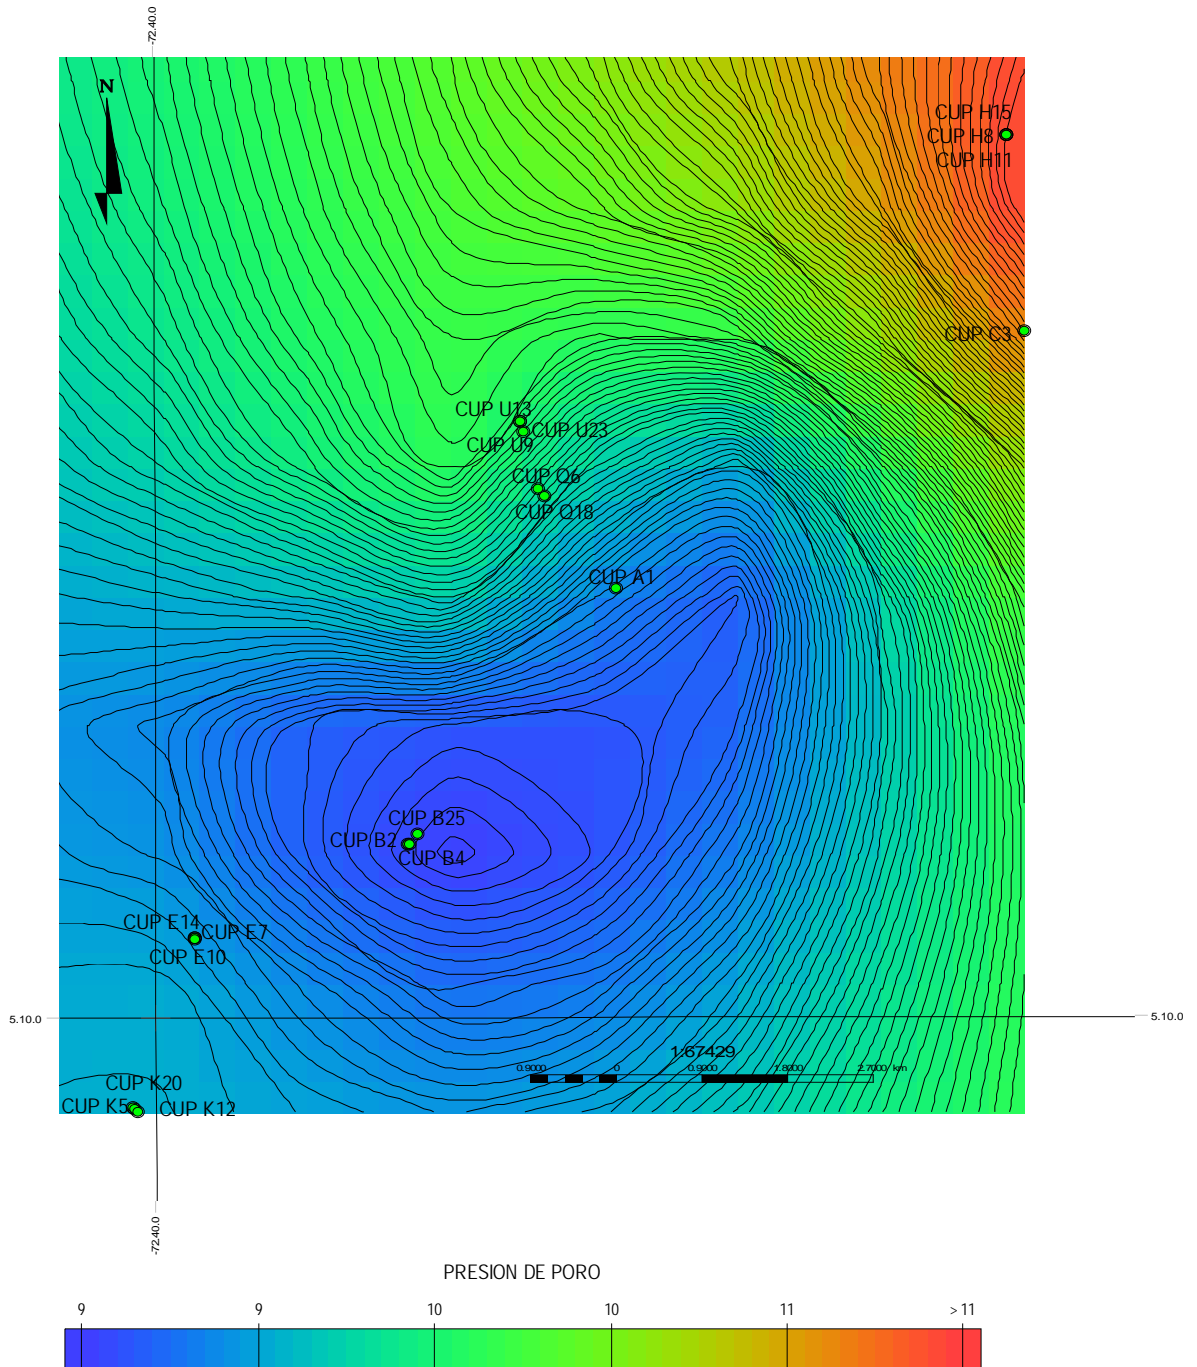 -72.40.0
N
CUP H15
CUP H8
CUP H11
CUP C3
CUP U13
CUP U23
CUP U9
CUP Q6
CUP Q18
CUP A1
CUP B25
CUP B2
CUP B4
CUP E14
CUP E7
CUP E10
5.10.0 5.10.0
1:67429
0.9000 0 0.9000 1.8000 2.7000 km
CUP K20
CUP K5
CUP K12
-72.40.0
PRESION DE PORO
9 9 10 10 11 >11